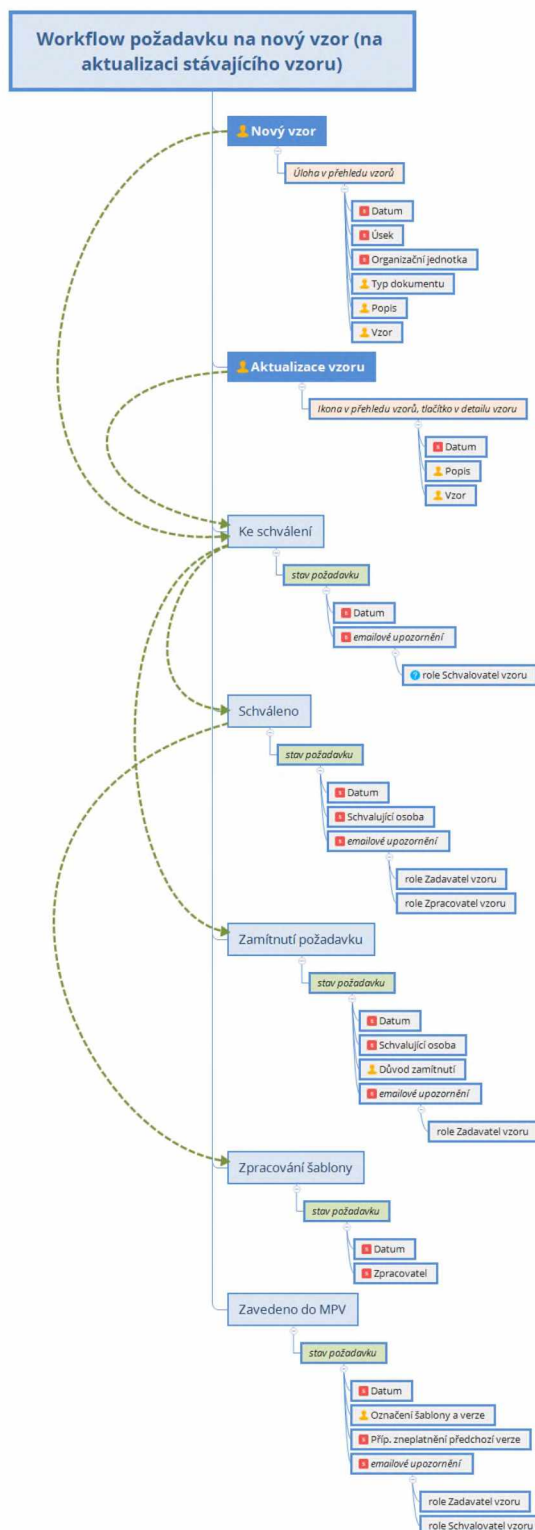 Workflow požadavku na nový vzor (na
aktualizaci stávajícího vzoru)
Nový vzor
Úloha v přehledu vzorů
Datum
Úsek
Organizační jednotka
Typ dokumentu
Popis
Vzor
Aktualizace vzoru
Ikona v přehledu vzorů, tlačítko v detailu vzoru
Datum
Popis
Vzor
Ke schválení
stav požadavku
Datum
emailové upozornění
role Schvalovatel vzoru
Schváleno
stav požadavku
Datum
Schvalující osoba
emailové upozornění
role Zadavatel vzoru
role Zpracovatel vzoru
Zamítnutí požadavku
stav požadavku
Datum
Schvalující osoba
Důvod zamítnutí
emailové upozornění
role Zadavatel vzoru
Zpracování šablony
stav požadavku
Datum
Zpracovatel
Zavedeno do MPV
stav požadavku
Datum
Označení šablony a verze
Příp. zneplatnění předchozí verze
emailové upozornění
role Zadavatel vzoru
role Schvalovatel vzoru